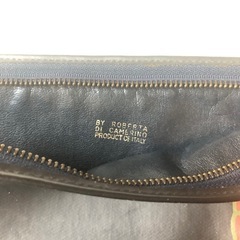 BY ROBERTA
DI CAMERINO
PRODUCT OF ITALY